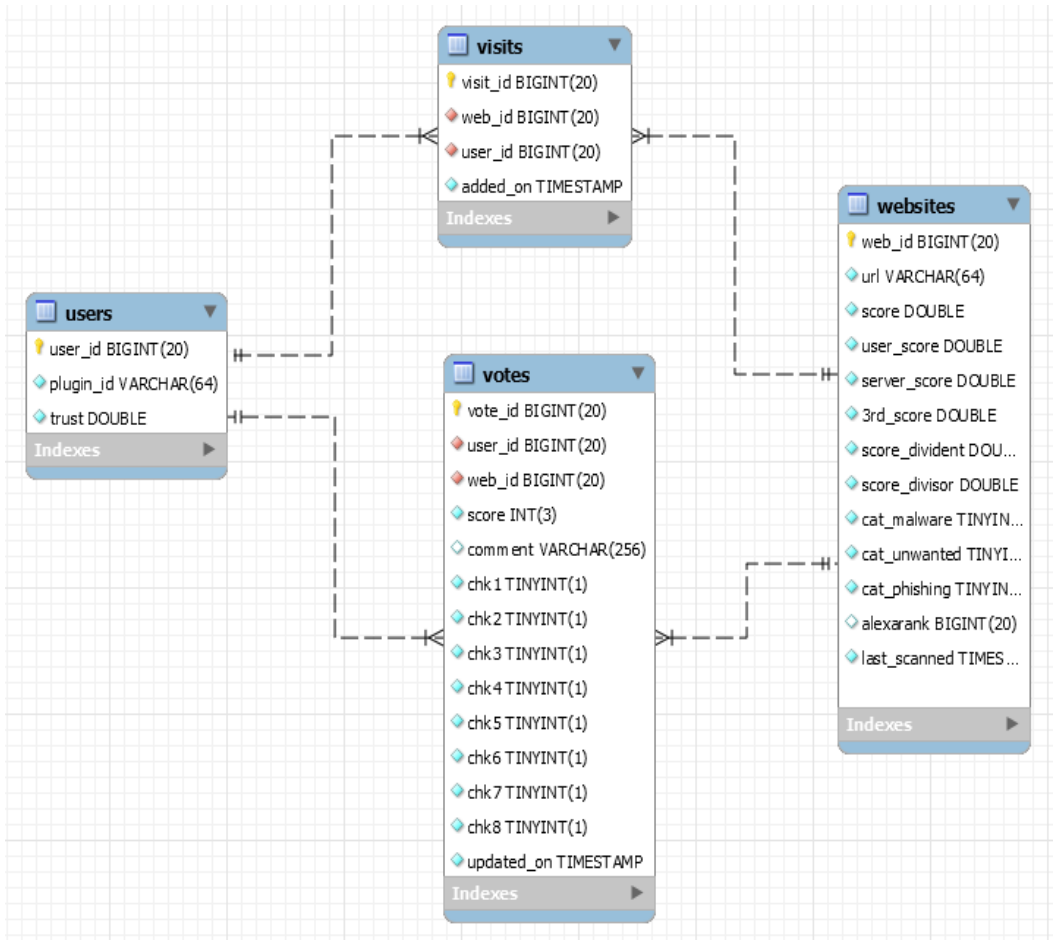 visits
visit_id BIGINT(20)
web_id BIGINT(20)
user_id BIGINT(20)
added_on TIMESTAMP
Indexes
users
user_id BIGINT(20)
plugin_id VARCHAR(64)
trust DOUBLE
Indexes
votes
vote_id BIGINT(20)
user_id BIGINT(20)
web_id BIGINT(20)
score INT(3)
comment VARCHAR(256)
chk1 TINYINT(1)
chk2 TINYINT(1)
chk3 TINYINT(1)
chk4 TINYINT(1)
chk5 TINYINT(1)
chk6 TINYINT(1)
chk7 TINYINT(1)
chk8 TINYINT(1)
updated_on TIMESTAMP
Indexes
websites
web_id BIGINT(20)
url VARCHAR(64)
score DOUBLE
user_score DOUBLE
server_score DOUBLE
3rd_score DOUBLE
score_divident DOU...
score_divisor DOUBLE
cat_malware TINYIN...
cat_unwanted TINYI...
cat_phishing TINYIN...
alexarank BIGINT(20)
last_scanned TIMES...
Indexes